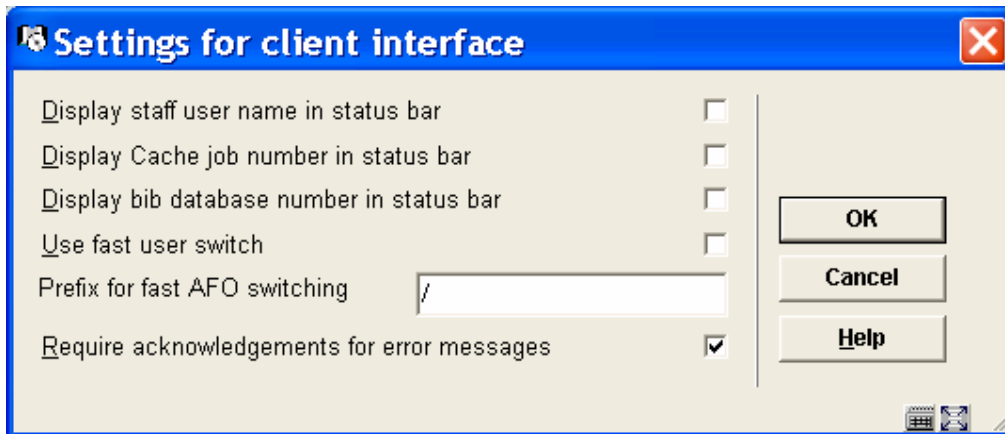 Settings for client interface
Display staff user name in status bar
Display Cache job number in status bar
Display bib database number in status bar
Use fast user switch
Prefix for fast AFO switching /
Require acknowledgements for error messages
OK
Cancel
Help